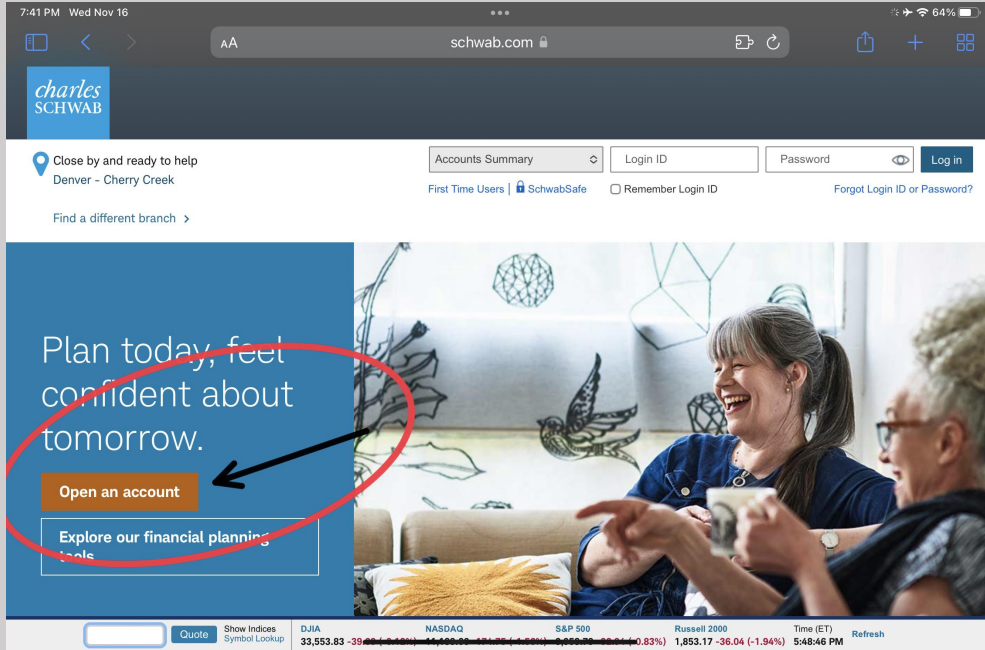 7:41 PM Wed Nov 16
64%
AA
schwab.com
charles
SCHWAB
Close by and ready to help
Denver - Cherry Creek
Find a different branch >
Accounts Summary
Login ID
Password
Log in
First Time Users | SchwabSafe
Remember Login ID
Forgot Login ID or Password?
Plan today, feel
confident about
tomorrow.
Open an account
Explore our financial planning
tools
Quote
Show Indices
Symbol Lookup
DJIA
33,553.83
NASDAQ
S&P 500
Russell 2000
1,853.17 -36.04 (-1.94%)
Time (ET)
5:48:46 PM
Refresh